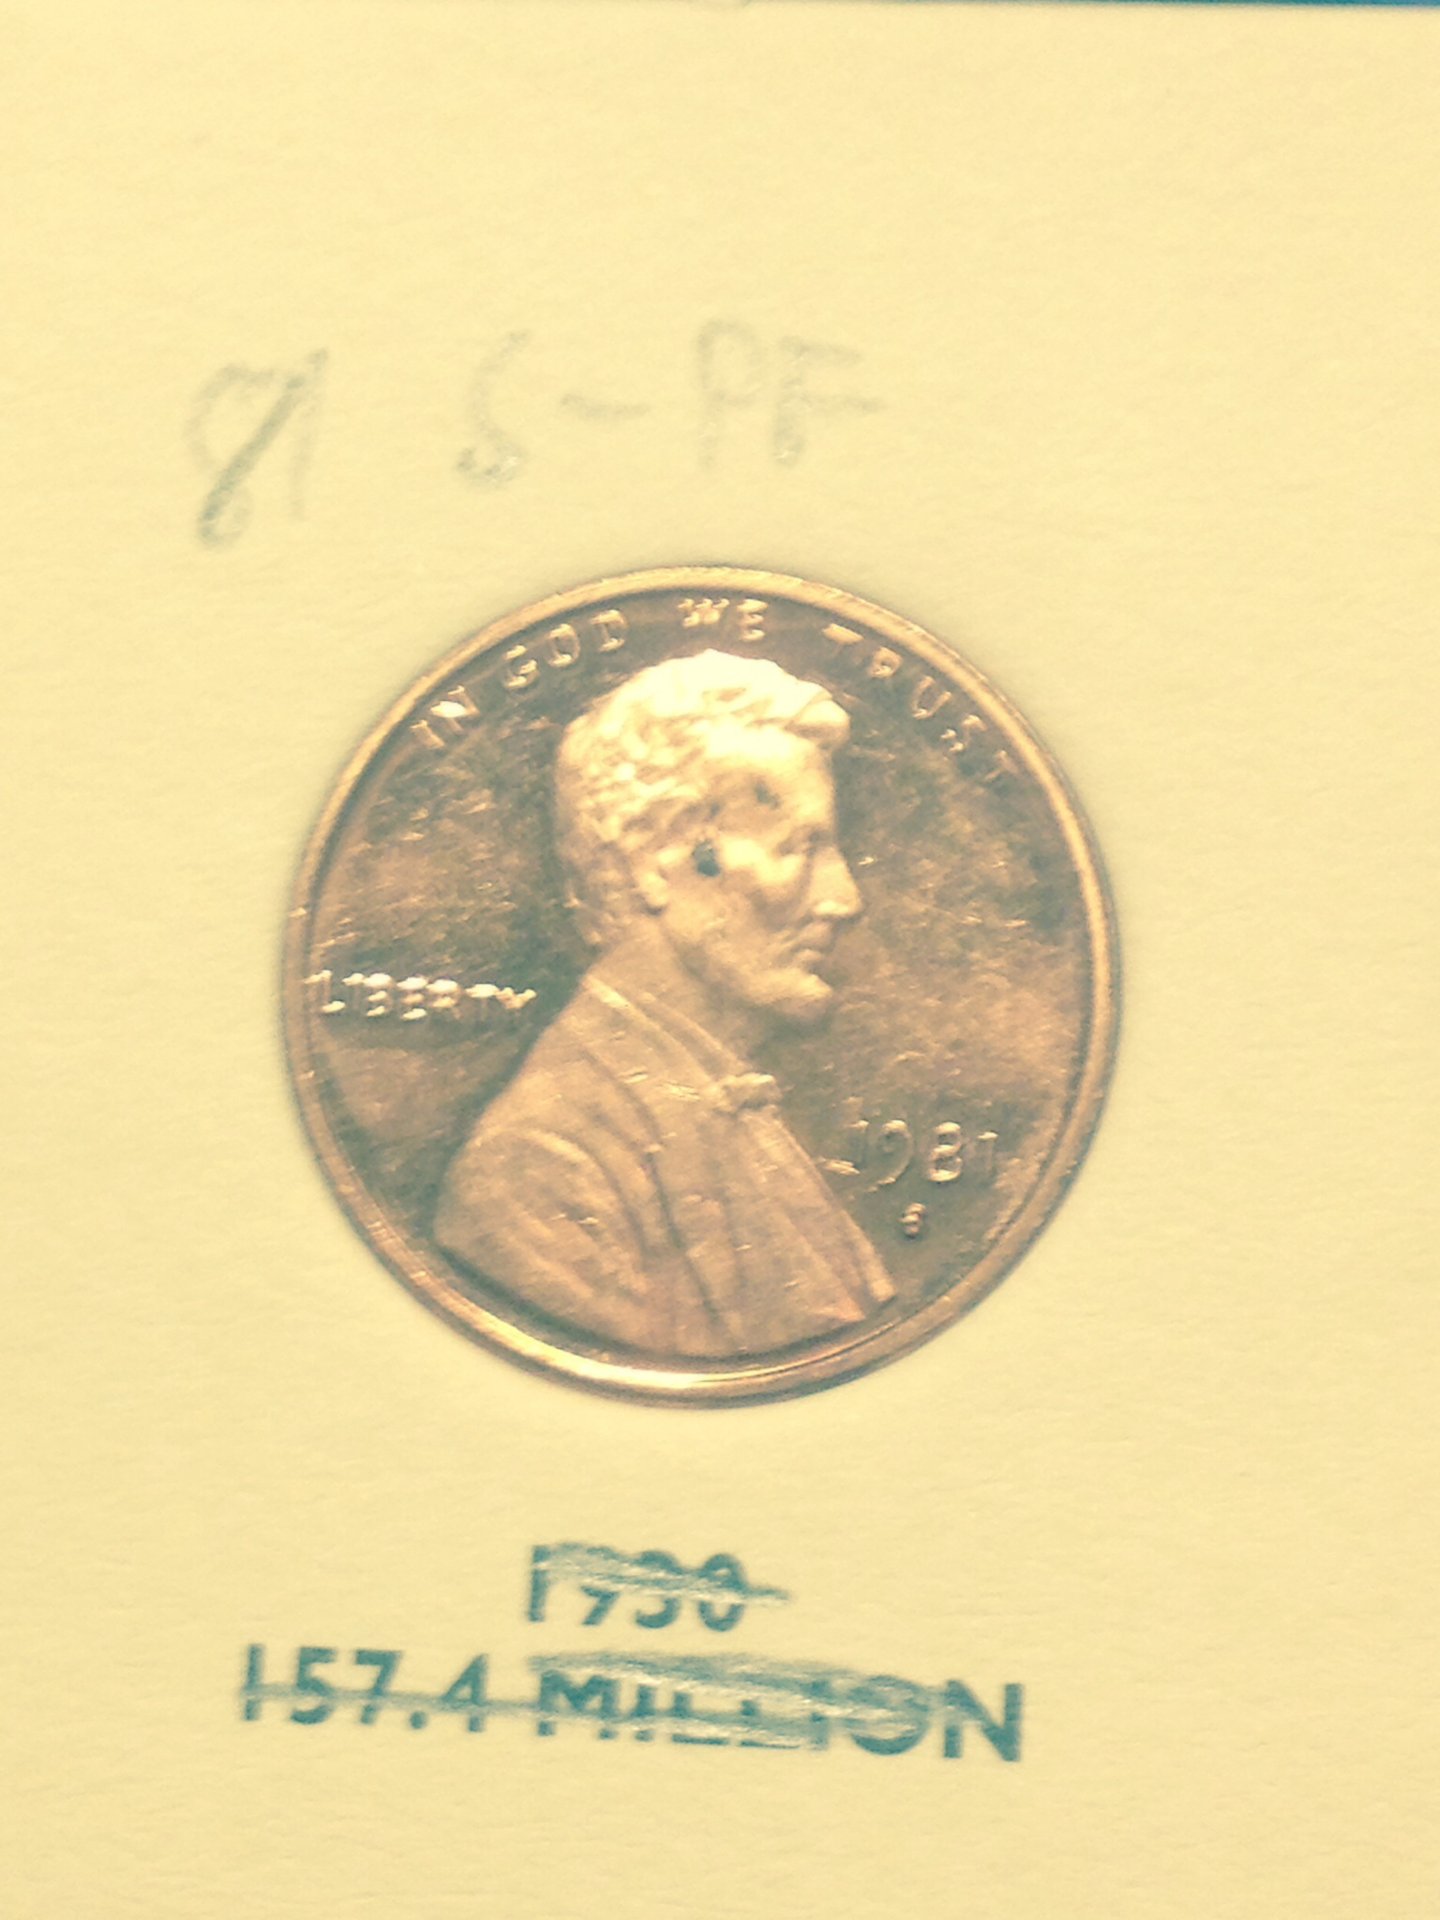 81 S-PF
IN GOD WE TRUST
LIBERTY
1981
S
1930
157.4 MILLION